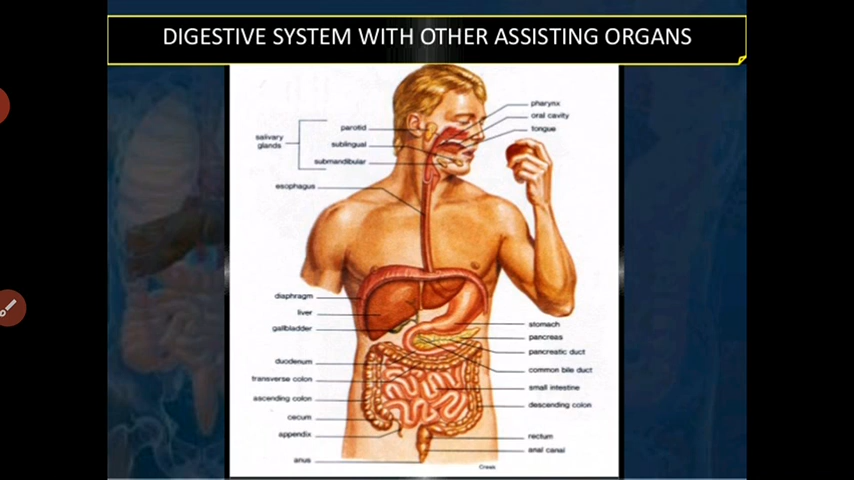 DIGESTIVE SYSTEM WITH OTHER ASSISTING ORGANS
pharynx
oral cavity
tongue
salivary
glands
parotid
sublingual
submandibular
esophagus
diaphragm
liver
gallbladder
duodenum
transverse colon
ascending colon
cecum
appendix
anus
stomach
pancreas
pancreatic duct
common bile duct
small intestine
descending colon
rectum
anal canal
Creek